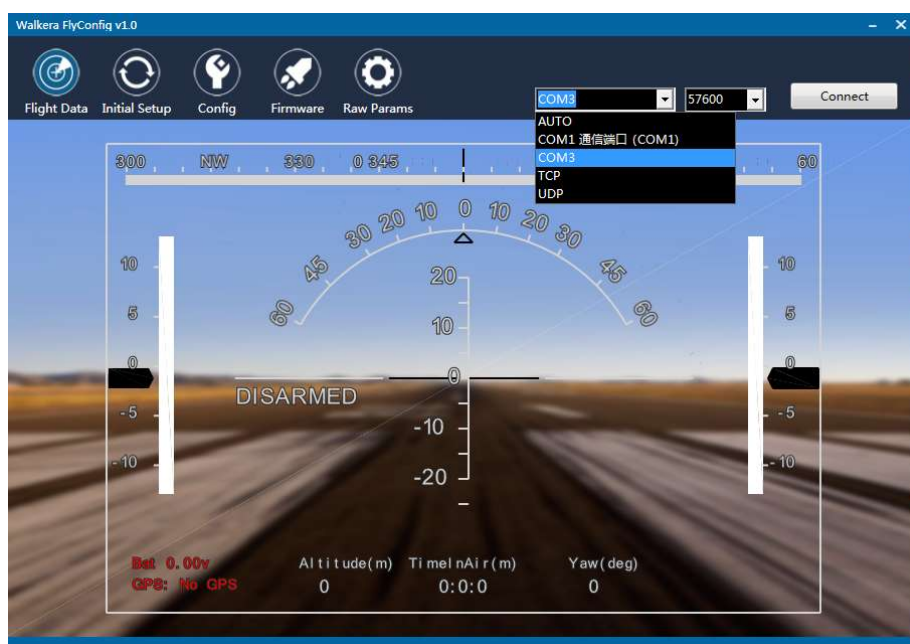 Walkera FlyConfig v1.0
Flight Data Initial Setup Config Firmware Raw Params
COM3 57600 Connect
AUTO
COM1 通信端口 (COM1)
COM3
TCP
UDP
300 NW 330 0 345 60
60 45 30 20 10 0 10 20 30 45 60
20
10
0
-10
-20
10
5
0
-5
-10
10
5
0
-5
-10
DISARMED
Bat 0.00v
GPS: No GPS
Altitude(m) TimeInAir(m) Yaw(deg)
0 0:0:0 0